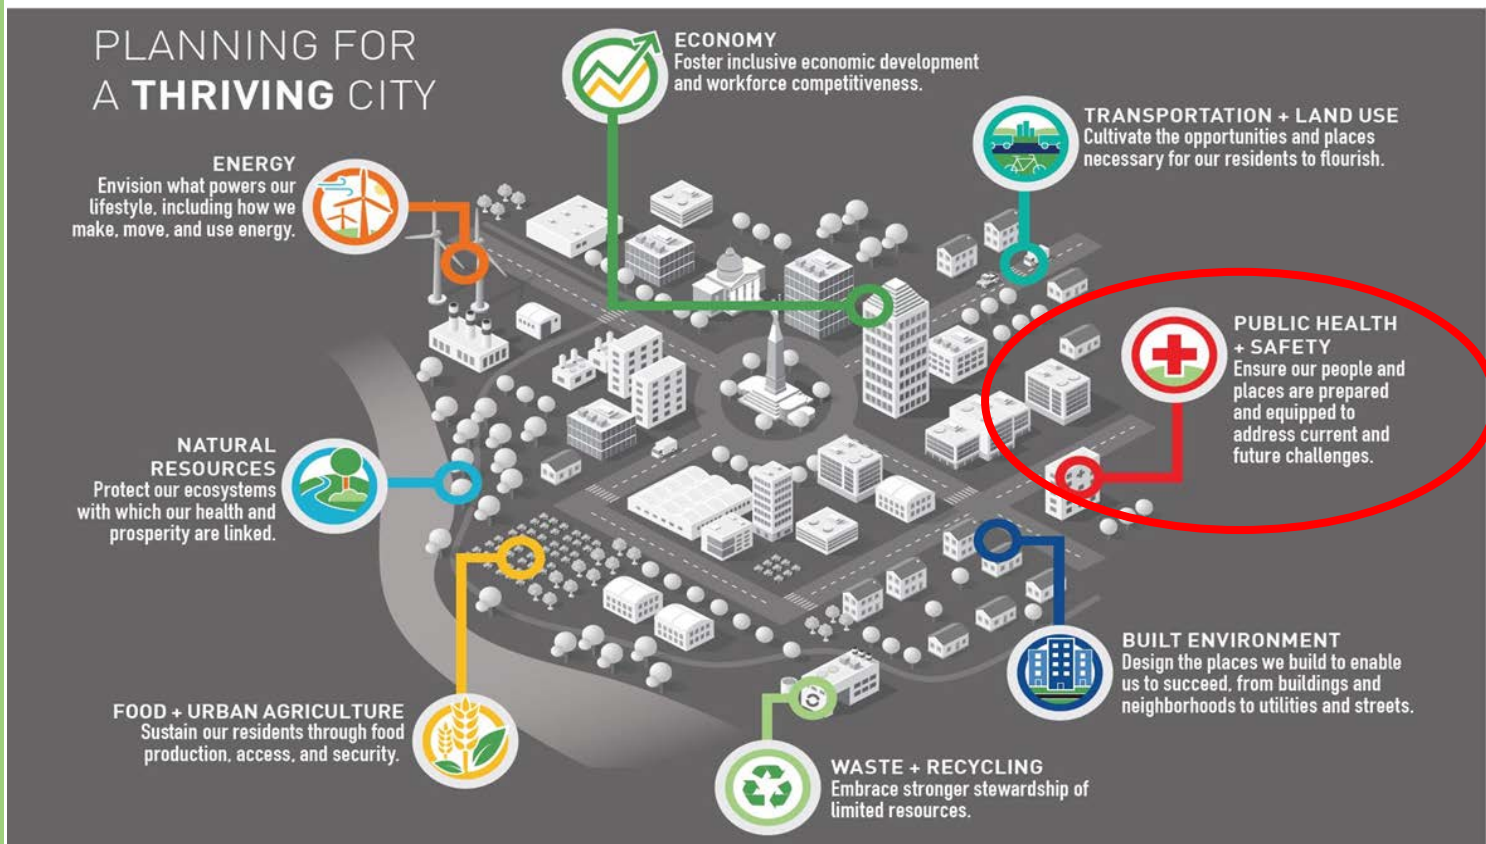 PLANNING FOR
A THRIVING CITY
ECONOMY
Foster inclusive economic development
and workforce competitiveness.
TRANSPORTATION + LAND USE
Cultivate the opportunities and places
necessary for our residents to flourish.
ENERGY
Envision what powers our
lifestyle, including how we
make, move, and use energy.
PUBLIC HEALTH
+ SAFETY
Ensure our people and
places are prepared
and equipped to
address current and
future challenges.
NATURAL
RESOURCES
Protect our ecosystems
with which our health and
prosperity are linked.
BUILT ENVIRONMENT
Design the places we build to enable
us to succeed, from buildings and
neighborhoods to utilities and streets.
FOOD + URBAN AGRICULTURE
Sustain our residents through food
production, access, and security.
WASTE + RECYCLING
Embrace stronger stewardship of
limited resources.